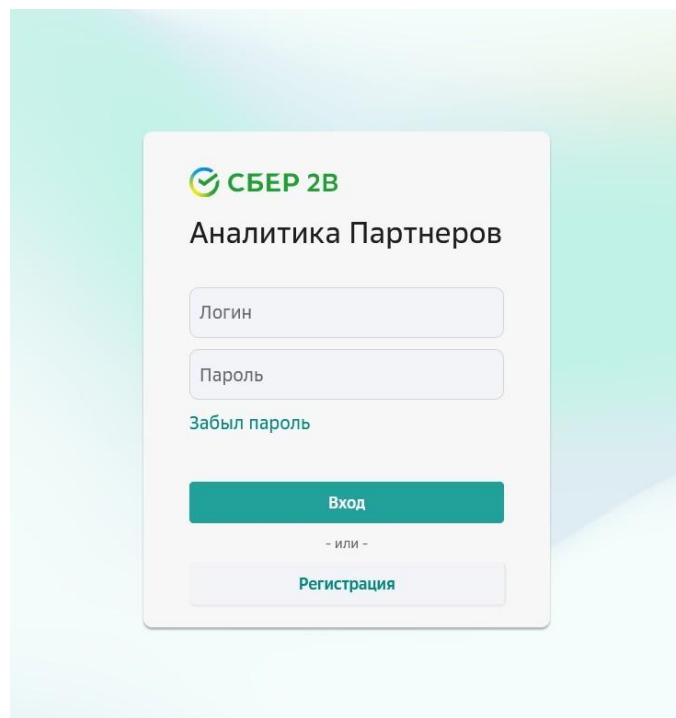 СБЕР 2B
Аналитика Партнеров
Логин
Пароль
Забыл пароль
Вход
- или -
Регистрация